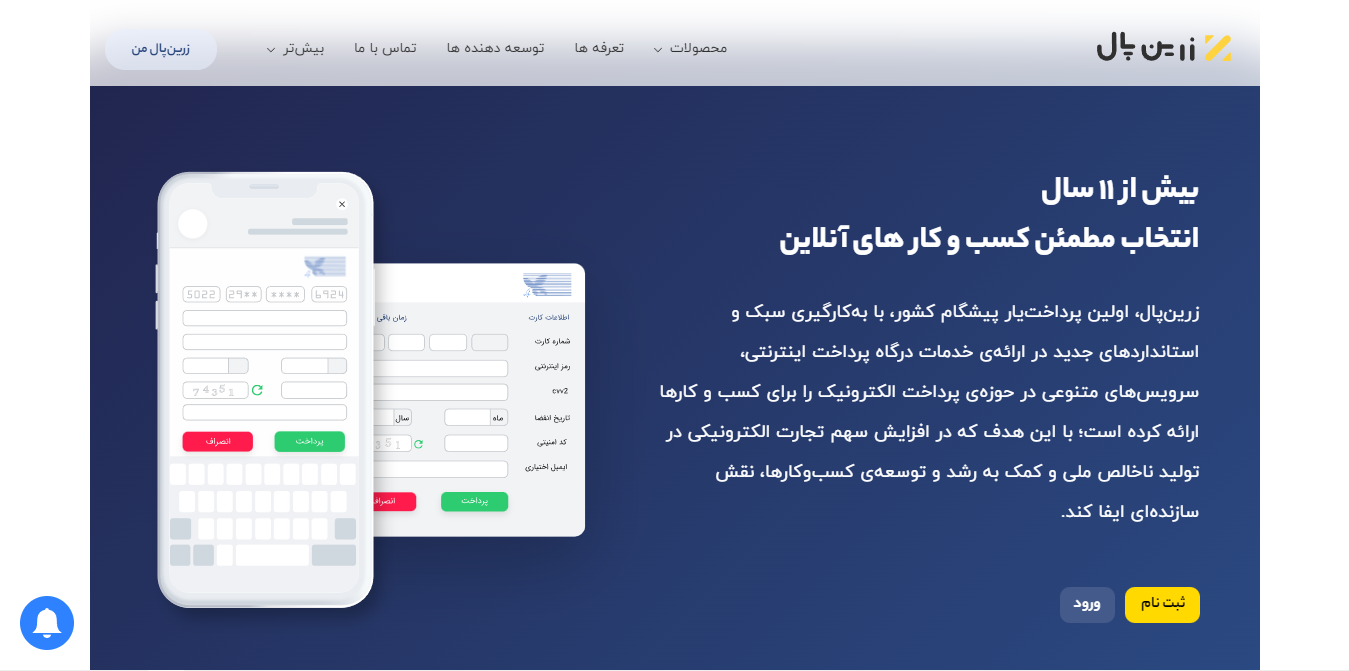 زرین پال
محصولات
تعرفه ها
توسعه دهنده ها
تماس با ما
بیش‌تر
زرین‌پال من
بیش از ۱۱ سال
انتخاب مطمئن کسب و کار های آنلاین
زرین‌پال، اولین پرداخت‌یار پیشگام کشور، با به‌کارگیری سبک و
استانداردهای جدید در ارائه‌ی خدمات درگاه پرداخت اینترنتی،
سرویس‌های متنوعی در حوزه‌ی پرداخت الکترونیک را برای کسب و کارها
ارائه کرده است؛ با این هدف که در افزایش سهم تجارت الکترونیکی در
تولید ناخالص ملی و کمک به رشد و توسعه‌ی کسب‌وکارها، نقش
سازنده‌ای ایفا کند.
ثبت نام
ورود
اطلاعات کارت
زمان باقی
شماره کارت
رمز اینترنتی
cvv2
تاریخ انقضا
ماه
سال
کد امنیتی
351
ایمیل اختیاری
پرداخت
انصراف
5022 29** **** 6924
74351
پرداخت
انصراف